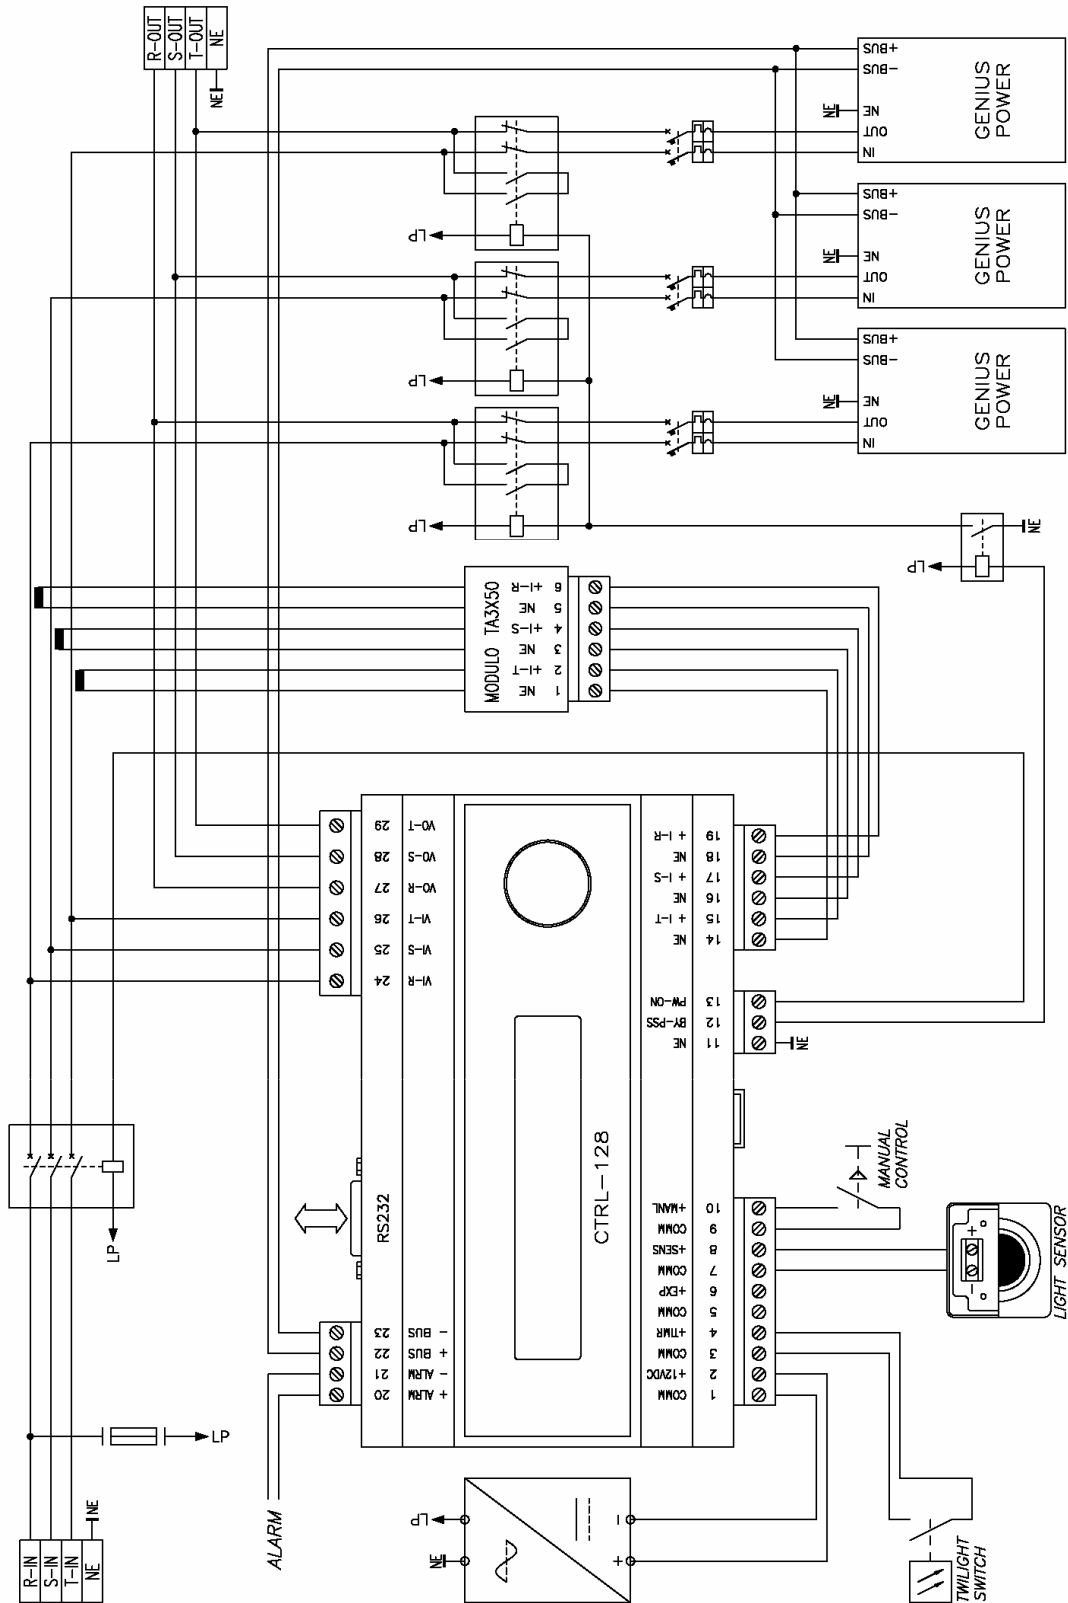 R-OUT
S-OUT
T-OUT
NE
NE
+BUS
-BUS
NE
OUT
IN
NE
GENIUS
POWER
+BUS
-BUS
NE
OUT
IN
NE
GENIUS
POWER
+BUS
-BUS
NE
OUT
IN
NE
GENIUS
POWER
LP
LP
LP
LP
NE
MODULO TA3X50
6 +I-R
5 NE
4 +I-S
3 NE
2 +I-T
1 NE
29 VO-T
28 VO-S
27 VO-R
26 VI-T
25 VI-S
24 VI-R
+ I-R 19
NE 18
+ I-S 17
NE 16
+ I-T 15
NE 14
PW-ON 13
BY-PSS 12
NE 11
NE
RS232
CTRL-128
+MANL 10
COMM 9
+SENS 8
COMM 7
+EXP 6
COMM 5
+TIMR 4
COMM 3
+12VDC 2
COMM 1
23 - BUS
22 + BUS
21 - ALRM
20 + ALRM
MANUAL
CONTROL
+
-
LIGHT SENSOR
LP
LP
ALARM
R-IN
S-IN
T-IN
NE
NE
LP
NE
-
+
TWILIGHT
SWITCH